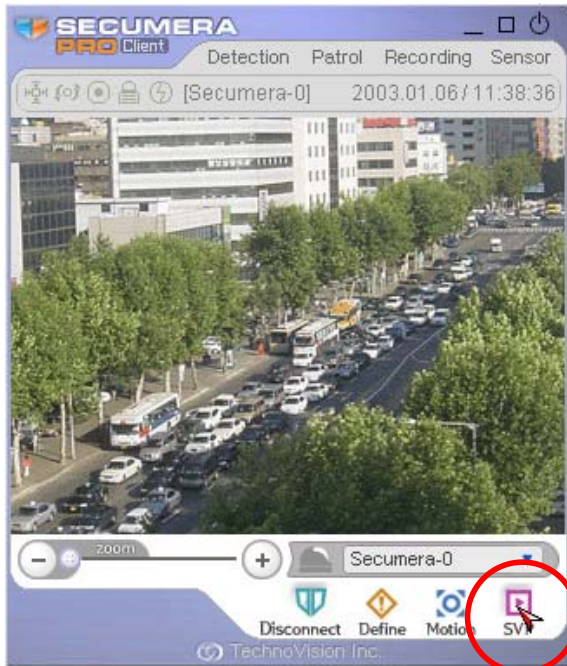 SECUMERA
PRO Client
Detection Patrol Recording Sensor
[Secumera-0] 2003.01.06 / 11:38:36
zoom
Secumera-0
Disconnect Define Motion
TechnoVision Inc.